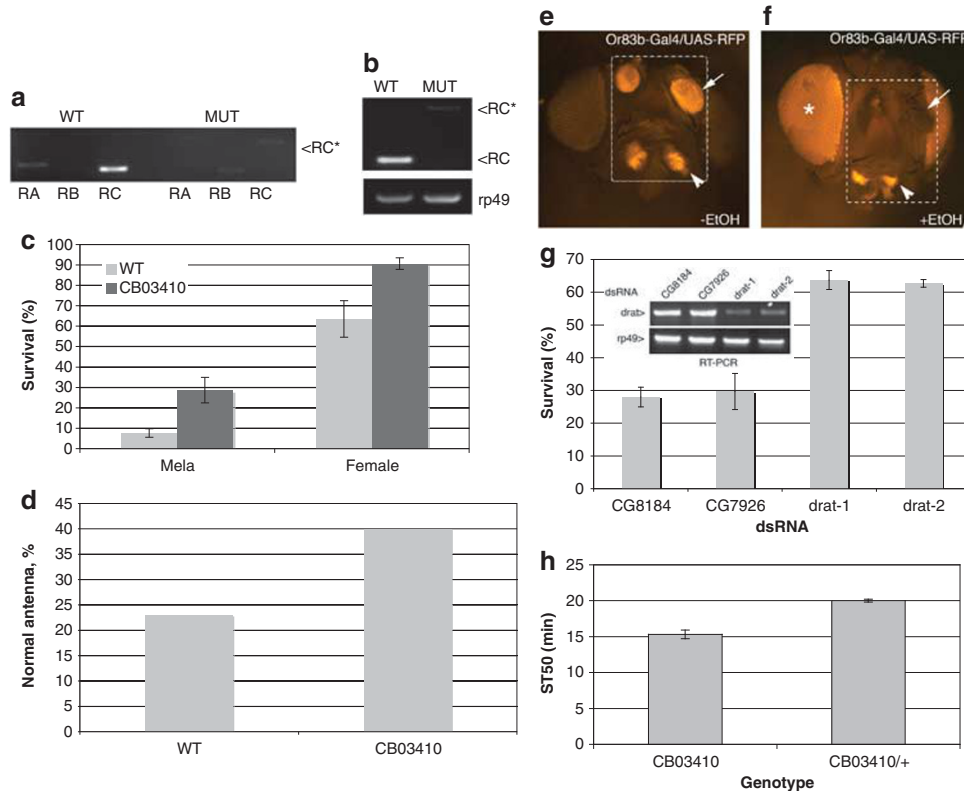 a
WT
MUT
<RC*
RA
RB
RC
RA
RB
RC
b
WT
MUT
<RC*
<RC
rp49
c
Survival (%)
100
90
80
70
60
50
40
30
20
10
0
WT
CB03410
Mela
Female
d
Normal antenna, %
45
40
35
30
25
20
15
10
5
0
WT
CB03410
e
Or83b-Gal4/UAS-RFP
-EtOH
f
Or83b-Gal4/UAS-RFP
*
+EtOH
g
Survival (%)
70
60
50
40
30
20
10
0
dsRNA
CG8184
CG7926
drat-1
drat-2
drat>
rp49>
RT-PCR
CG8184
CG7926
drat-1
drat-2
dsRNA
h
ST50 (min)
25
20
15
10
5
0
CB03410
CB03410/+
Genotype